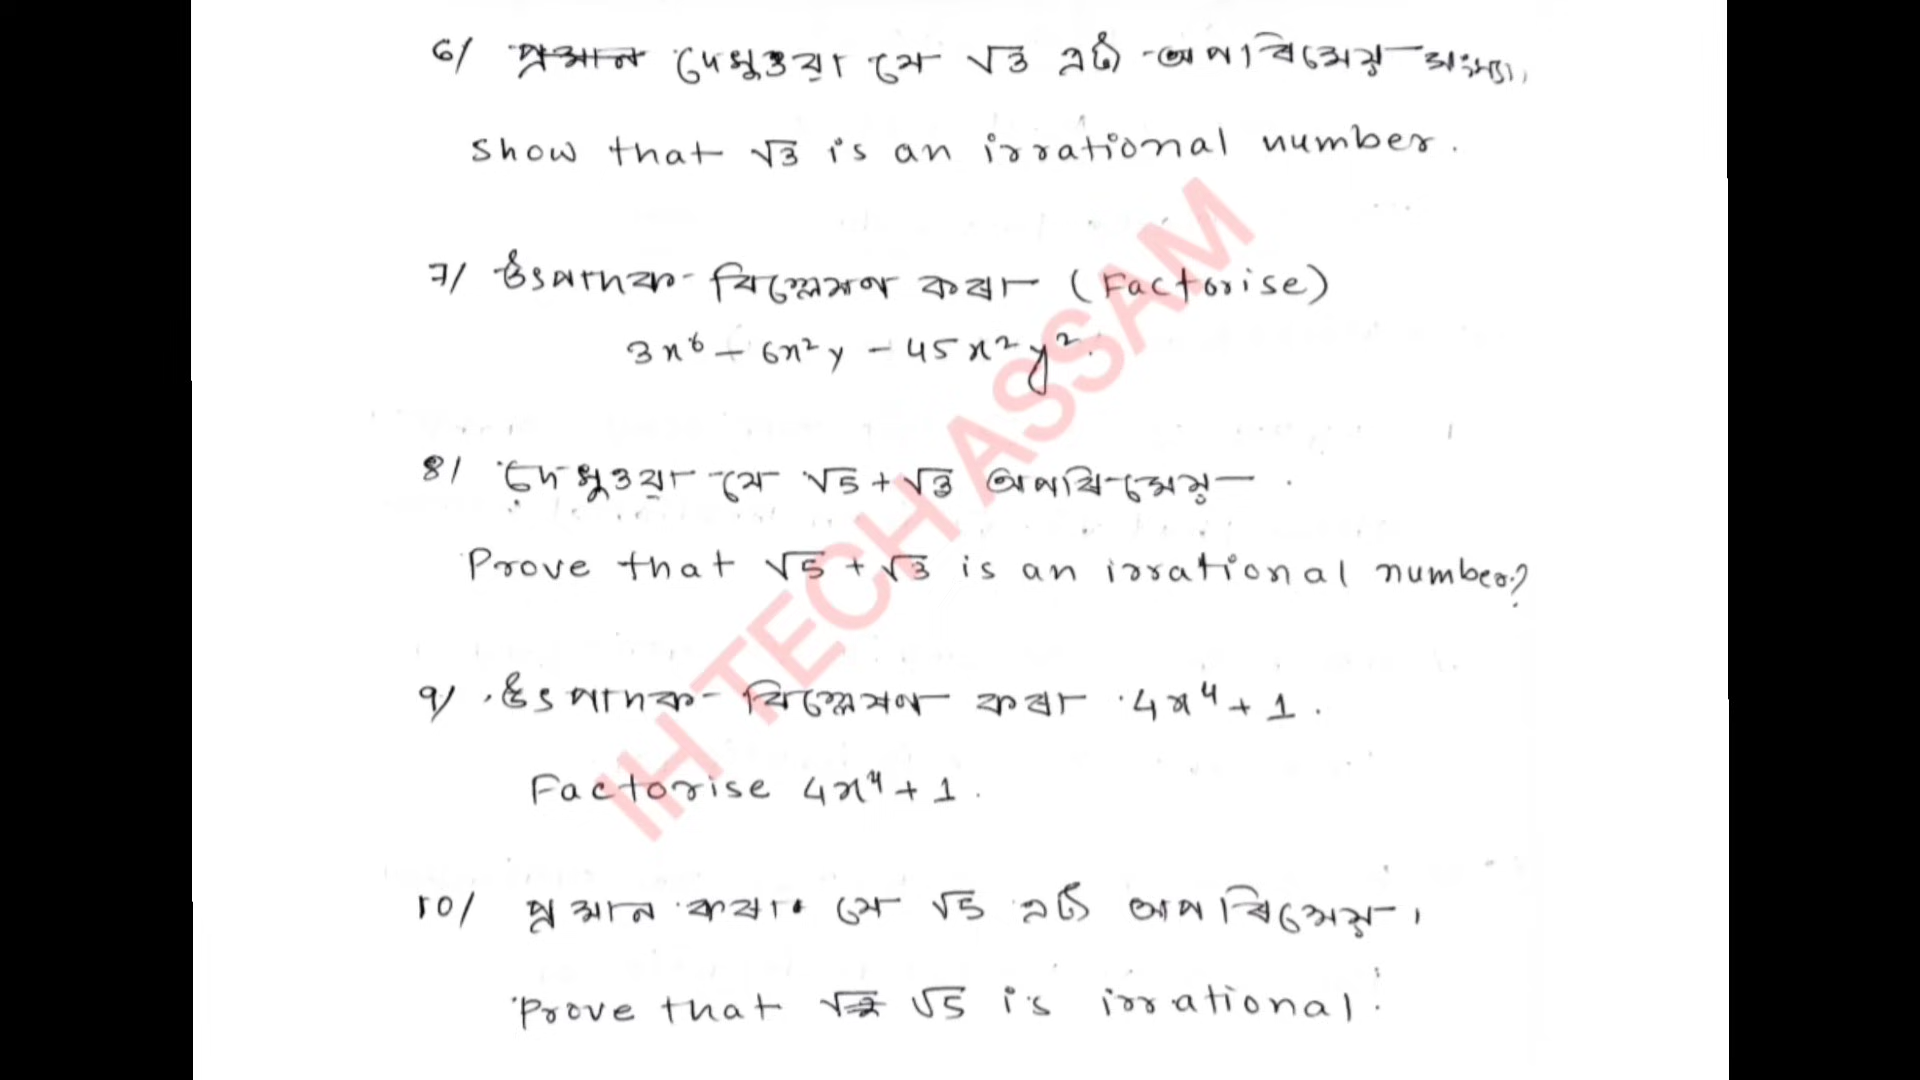 6/ প্রমান দেখুওৱা যে √3 এটা অপৰিমেয় সংখ্যা।
Show that √3 is an irrational number.
7/ উৎপাদক বিশ্লেষণ কৰা (Factorise)
3x⁶ – 6x²y – 45x²y².
8/ দেখুওৱা যে √5 + √3 অপৰিমেয়.
Prove that √5 + √3 is an irrational number?
9/ উৎপাদক বিশ্লেষণ কৰা 4x⁴ + 1.
Factorise 4x⁴ + 1.
10/ প্রমান কৰা যে √5 এটা অপৰিমেয়।
Prove that √2 √5 is irrational.
IH TECH ASSAM